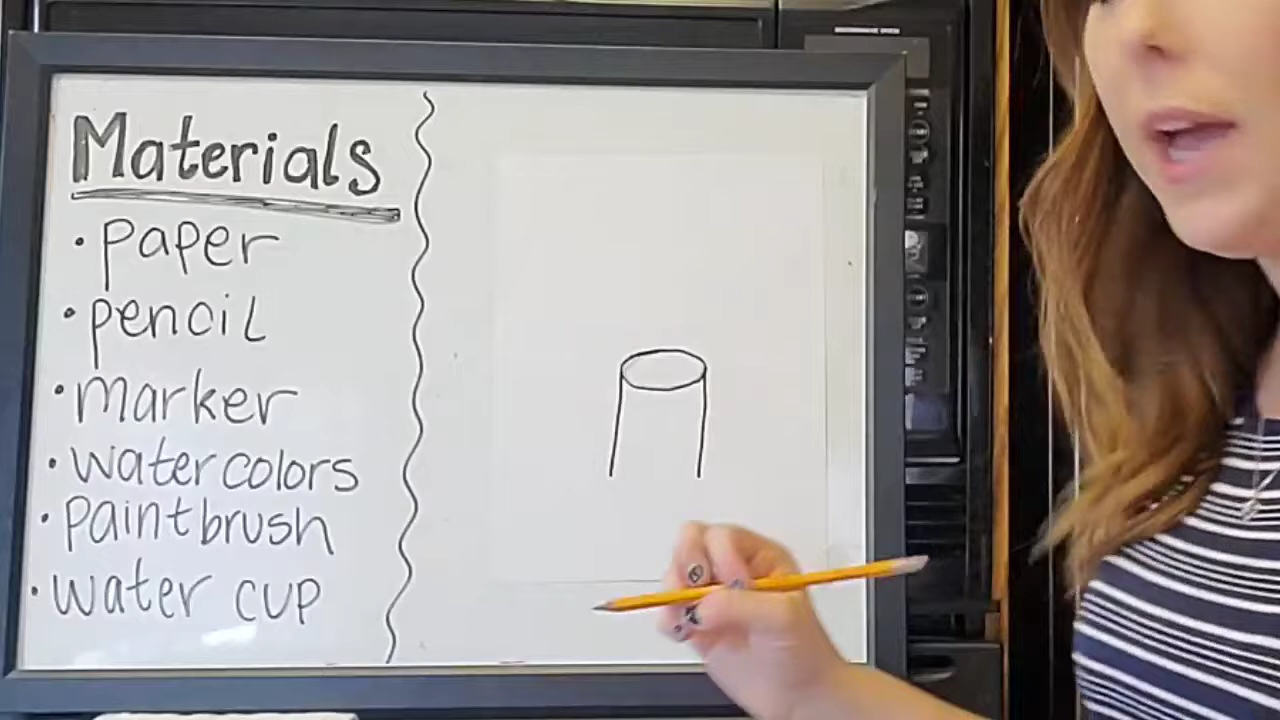 Materials
• paper
• pencil
• marker
• watercolors
• paintbrush
• water cup